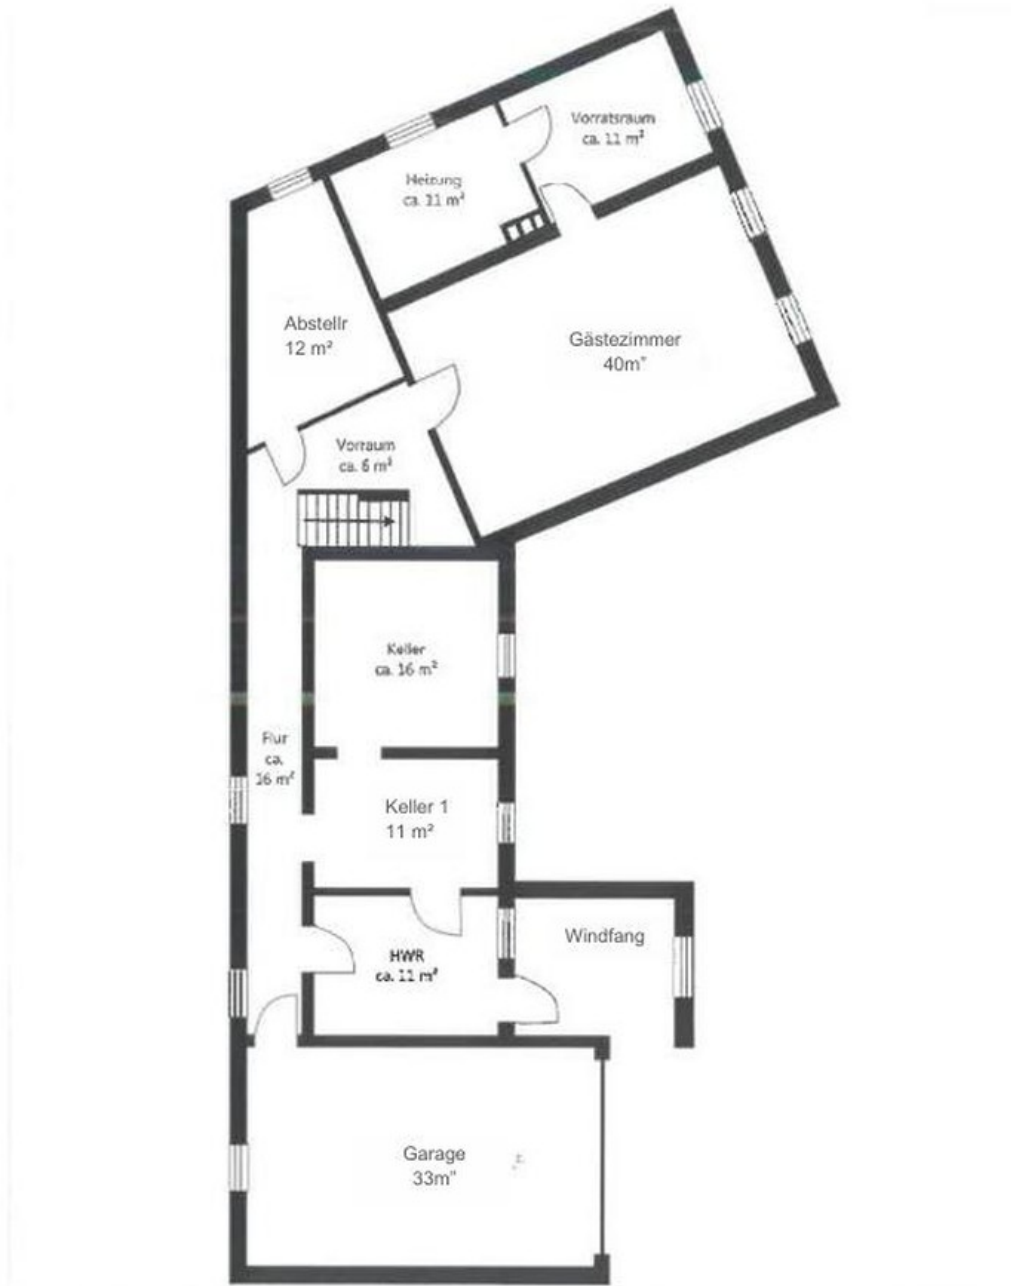 Vorratsraum
ca. 11 m²
Heizung
ca. 11 m²
Abstellr
12 m²
Gästezimmer
40m"
Vorraum
ca. 6 m²
Keller
ca. 16 m²
Flur
ca.
16 m²
Keller 1
11 m²
Windfang
HWR
ca. 11 m²
Garage
33m"